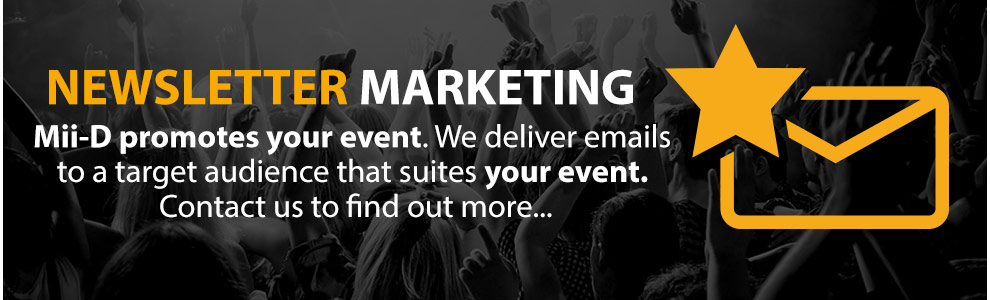 NEWSLETTER MARKETING
Mii-D promotes your event. We deliver emails
to a target audience that suites your event.
Contact us to find out more...